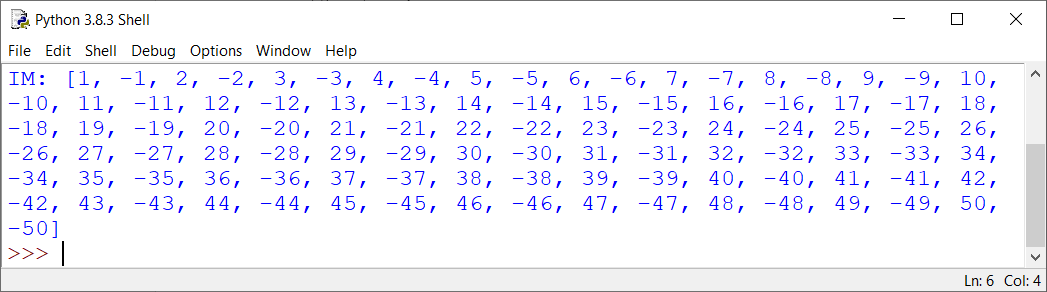 Python 3.8.3 Shell
File Edit Shell Debug Options Window Help
IM: [1, -1, 2, -2, 3, -3, 4, -4, 5, -5, 6, -6, 7, -7, 8, -8, 9, -9, 10,
-10, 11, -11, 12, -12, 13, -13, 14, -14, 15, -15, 16, -16, 17, -17, 18,
-18, 19, -19, 20, -20, 21, -21, 22, -22, 23, -23, 24, -24, 25, -25, 26,
-26, 27, -27, 28, -28, 29, -29, 30, -30, 31, -31, 32, -32, 33, -33, 34,
-34, 35, -35, 36, -36, 37, -37, 38, -38, 39, -39, 40, -40, 41, -41, 42,
-42, 43, -43, 44, -44, 45, -45, 46, -46, 47, -47, 48, -48, 49, -49, 50,
-50]
>>>
Ln: 6 Col: 4